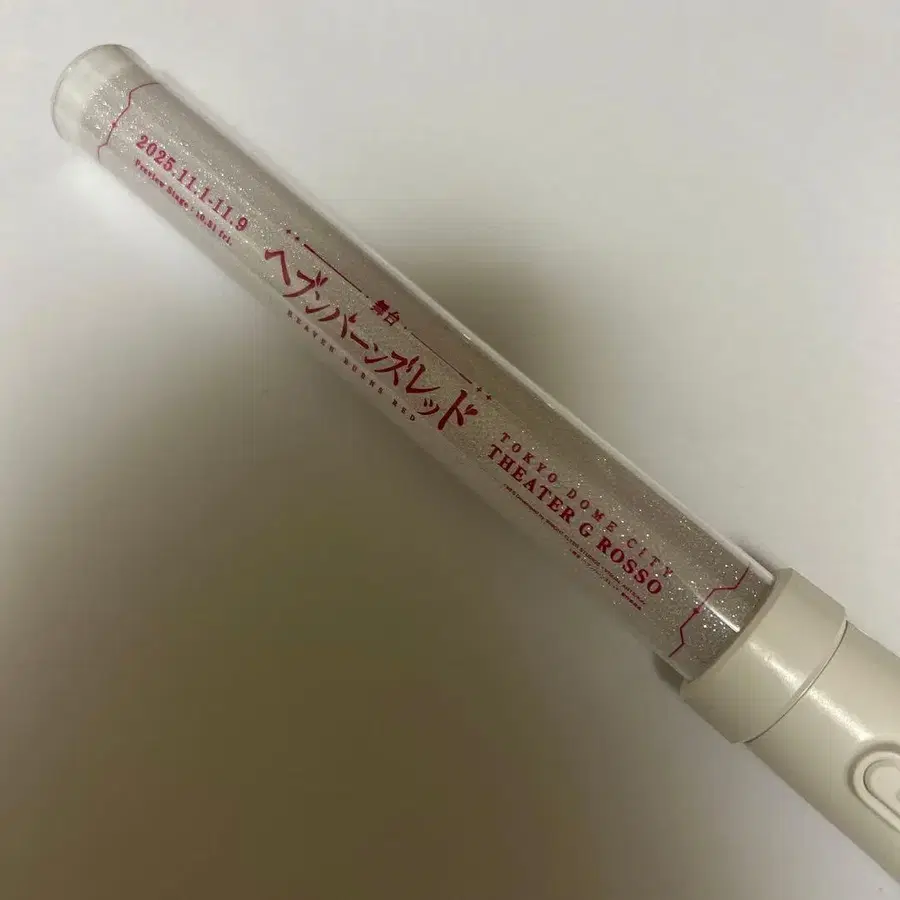 2025.11.1-11.9
Preview Stage : 10.31 fri.
舞台
ヘブンバーンズレッド
HEAVEN BURNS RED
TOKYO DOME CITY
THEATER G ROSSO